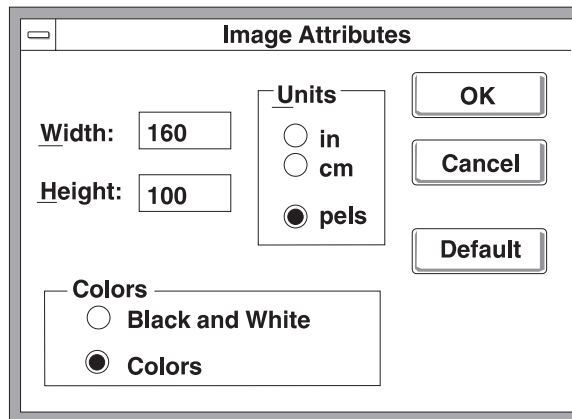 Image Attributes
Width: 160
Height: 100
Units
in
cm
pels
OK
Cancel
Default
Colors
Black and White
Colors